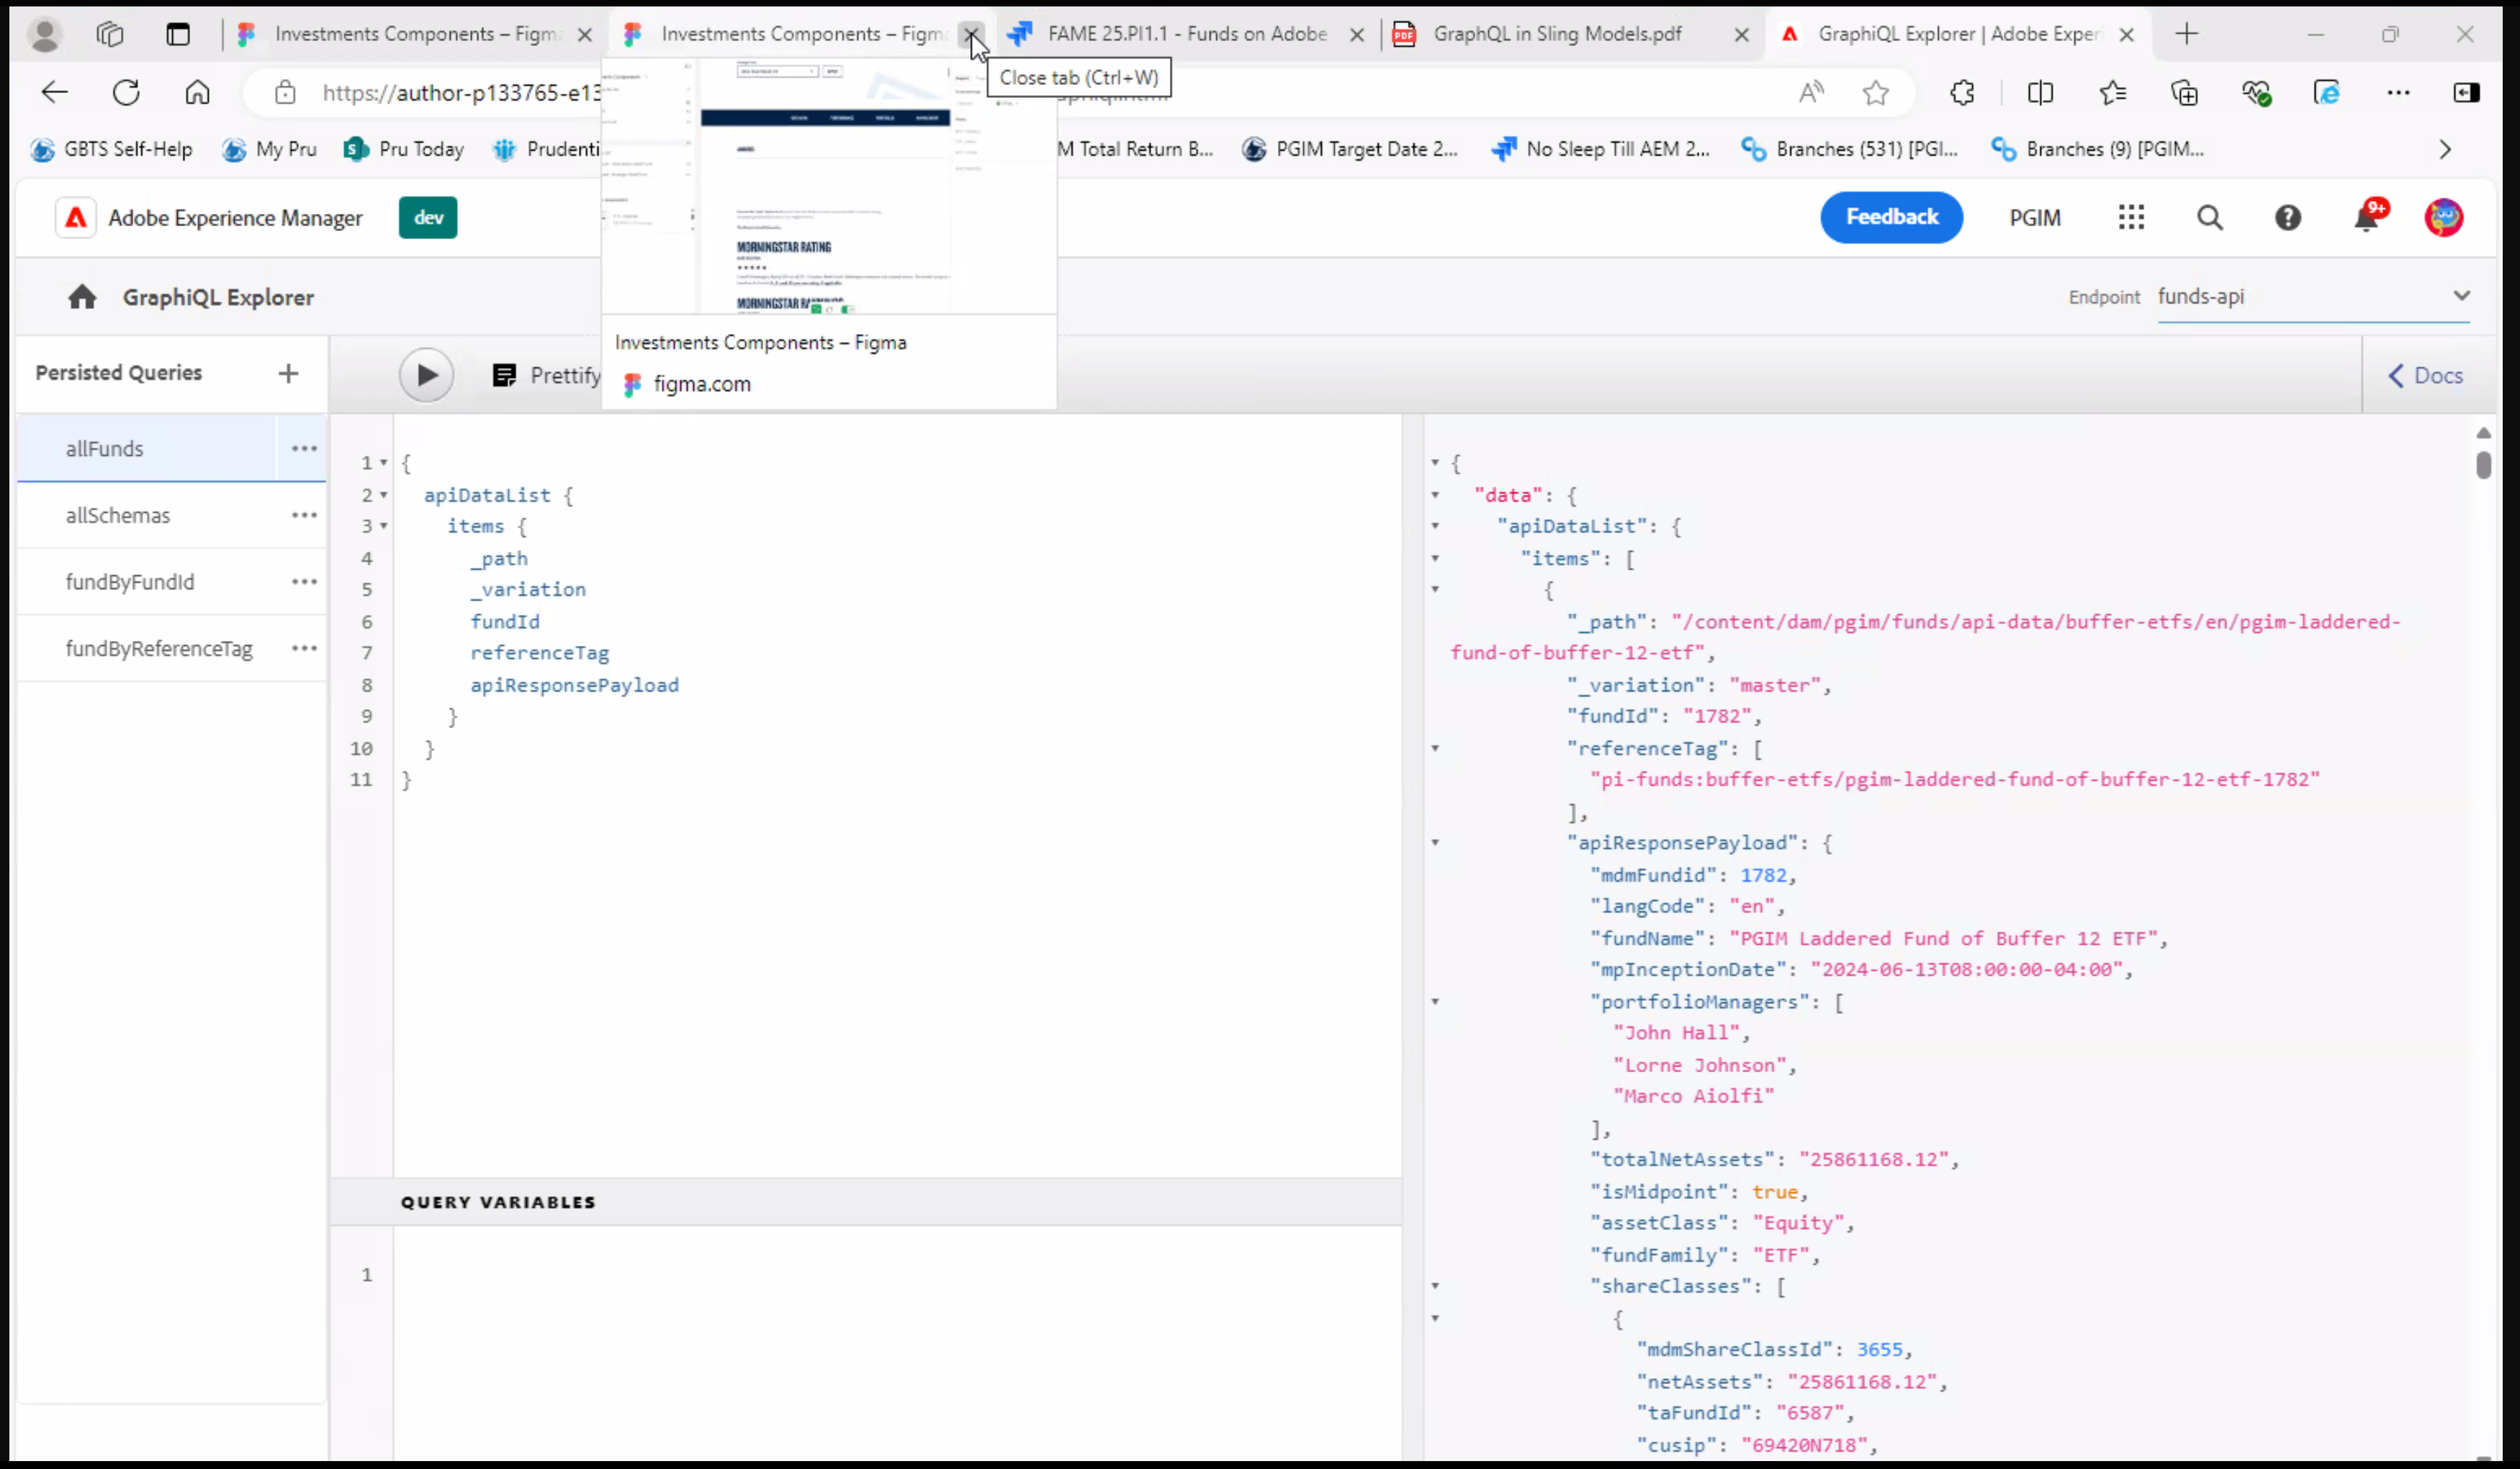 Investments Components – Figm
Investments Components – Figm
FAME 25.PI1.1 - Funds on Adobe
GraphQL in Sling Models.pdf
GraphiQL Explorer | Adobe Exper
Close tab (Ctrl+W)
https://author-p133765-e13
GBTS Self-Help
My Pru
Pru Today
Prudenti
M Total Return B...
PGIM Target Date 2...
No Sleep Till AEM 2...
Branches (531) [PGI...
Branches (9) [PGIM...
Adobe Experience Manager
dev
Feedback
PGIM
9+
MORNINGSTAR RATING
Investments Components – Figma
figma.com
GraphiQL Explorer
Endpoint funds-api
Persisted Queries
Prettify
Docs
allFunds
allSchemas
fundByFundId
fundByReferenceTag
1 {
2 apiDataList {
3 items {
4 _path
5 _variation
6 fundId
7 referenceTag
8 apiResponsePayload
9 }
10 }
11 }
QUERY VARIABLES
1
{
"data": {
"apiDataList": {
"items": [
{
"_path": "/content/dam/pgim/funds/api-data/buffer-etfs/en/pgim-laddered-
fund-of-buffer-12-etf",
"_variation": "master",
"fundId": "1782",
"referenceTag": [
"pi-funds:buffer-etfs/pgim-laddered-fund-of-buffer-12-etf-1782"
],
"apiResponsePayload": {
"mdmFundid": 1782,
"langCode": "en",
"fundName": "PGIM Laddered Fund of Buffer 12 ETF",
"mpInceptionDate": "2024-06-13T08:00:00-04:00",
"portfolioManagers": [
"John Hall",
"Lorne Johnson",
"Marco Aiolfi"
],
"totalNetAssets": "25861168.12",
"isMidpoint": true,
"assetClass": "Equity",
"fundFamily": "ETF",
"shareClasses": [
{
"mdmShareClassId": 3655,
"netAssets": "25861168.12",
"taFundId": "6587",
"cusip": "69420N718",